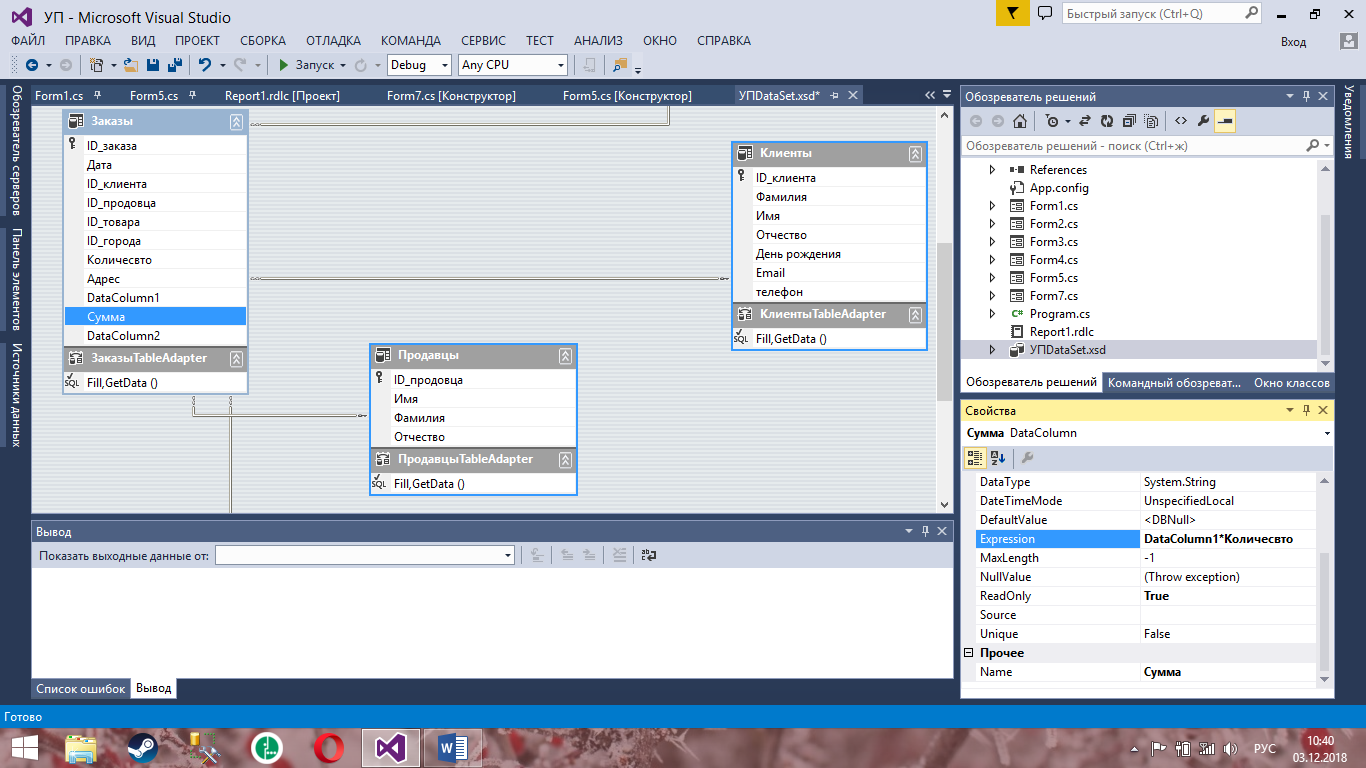 УП - Microsoft Visual Studio
Быстрый запуск (Ctrl+Q)
ФАЙЛ ПРАВКА ВИД ПРОЕКТ СБОРКА ОТЛАДКА КОМАНДА СЕРВИС ТЕСТ АНАЛИЗ ОКНО СПРАВКА
Вход
Запуск
Debug
Any CPU
Обозреватель серверов
Панель элементов
Источники данных
Form1.cs
Form5.cs
Report1.rdlc [Проект]
Form7.cs [Конструктор]
Form5.cs [Конструктор]
УПDataSet.xsd*
Заказы
ID_заказа
Дата
ID_клиента
ID_продовца
ID_товара
ID_города
Количесвто
Адрес
DataColumn1
Сумма
DataColumn2
ЗаказыTableAdapter
SQL Fill,GetData ()
Продавцы
ID_продовца
Имя
Фамилия
Отчество
ПродавцыTableAdapter
SQL Fill,GetData ()
Клиенты
ID_клиента
Фамилия
Имя
Отчество
День рождения
Email
телефон
КлиентыTableAdapter
SQL Fill,GetData ()
Вывод
Показать выходные данные от:
Список ошибок
Вывод
Обозреватель решений
Обозреватель решений - поиск (Ctrl+ж)
References
App.config
Form1.cs
Form2.cs
Form3.cs
Form4.cs
Form5.cs
Form7.cs
C# Program.cs
Report1.rdlc
УПDataSet.xsd
Обозреватель решений
Командный обозреват...
Окно классов
Уведомления
Свойства
Сумма DataColumn
DataType System.String
DateTimeMode UnspecifiedLocal
DefaultValue <DBNull>
Expression DataColumn1*Количесвто
MaxLength -1
NullValue (Throw exception)
ReadOnly True
Source
Unique False
Прочее
Name Сумма
Готово
РУС
10:40
03.12.2018